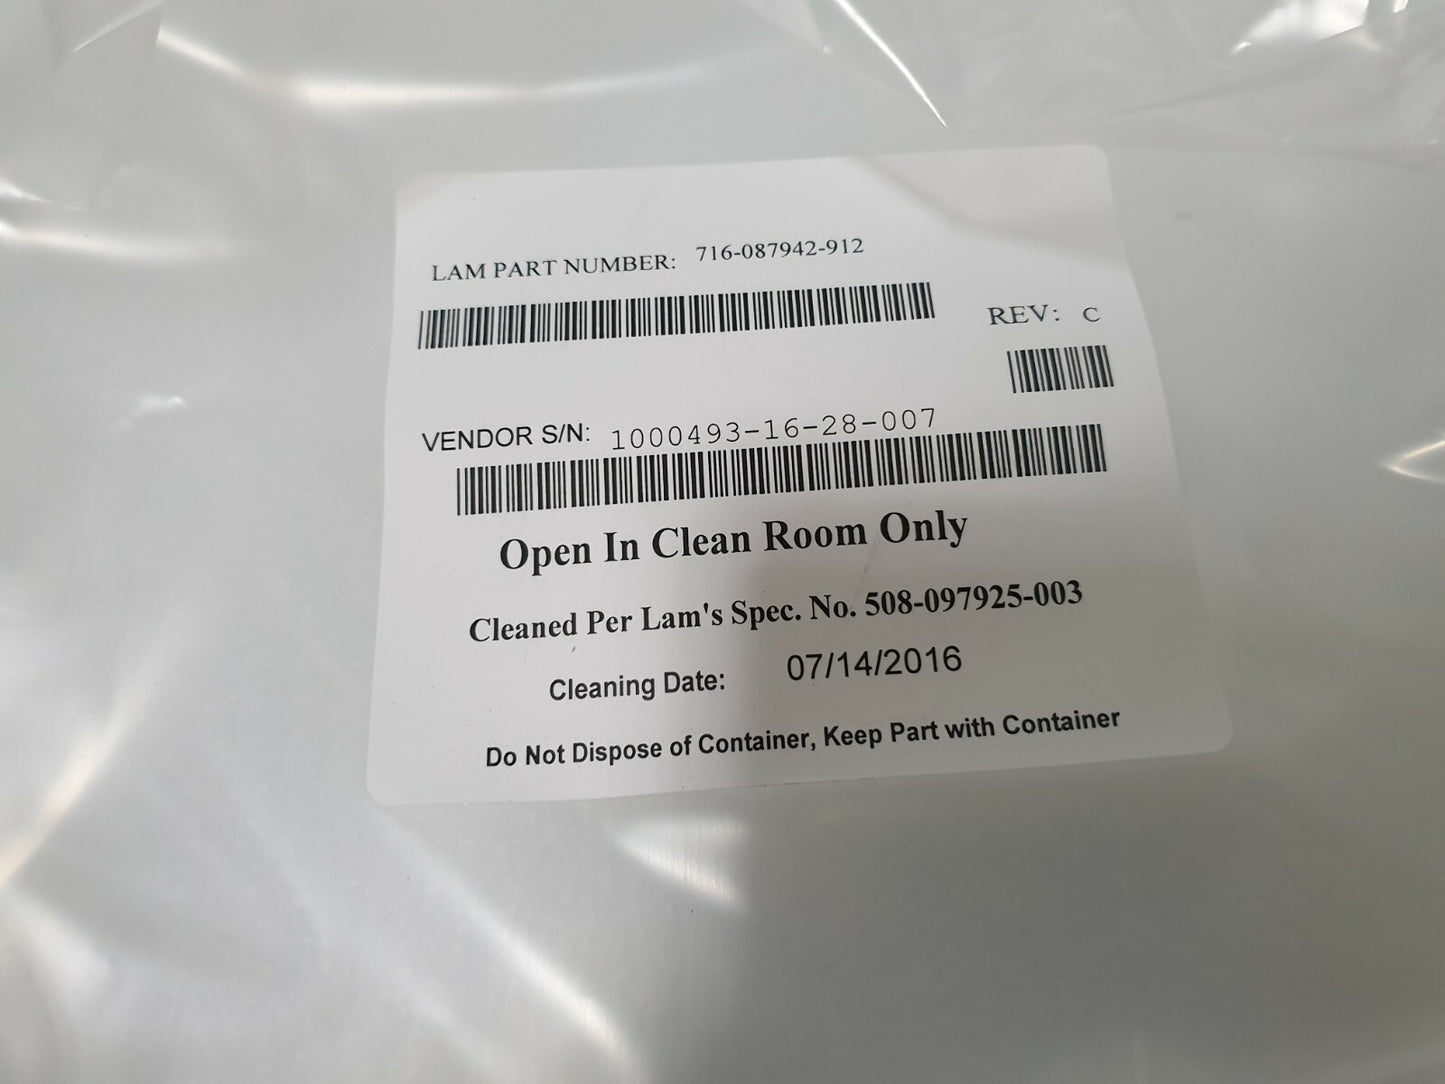 LAM PART NUMBER: 716-087942-912
REV: C
VENDOR S/N: 1000493-16-28-007
Open In Clean Room Only
Cleaned Per Lam's Spec. No. 508-097925-003
Cleaning Date: 07/14/2016
Do Not Dispose of Container, Keep Part with Container